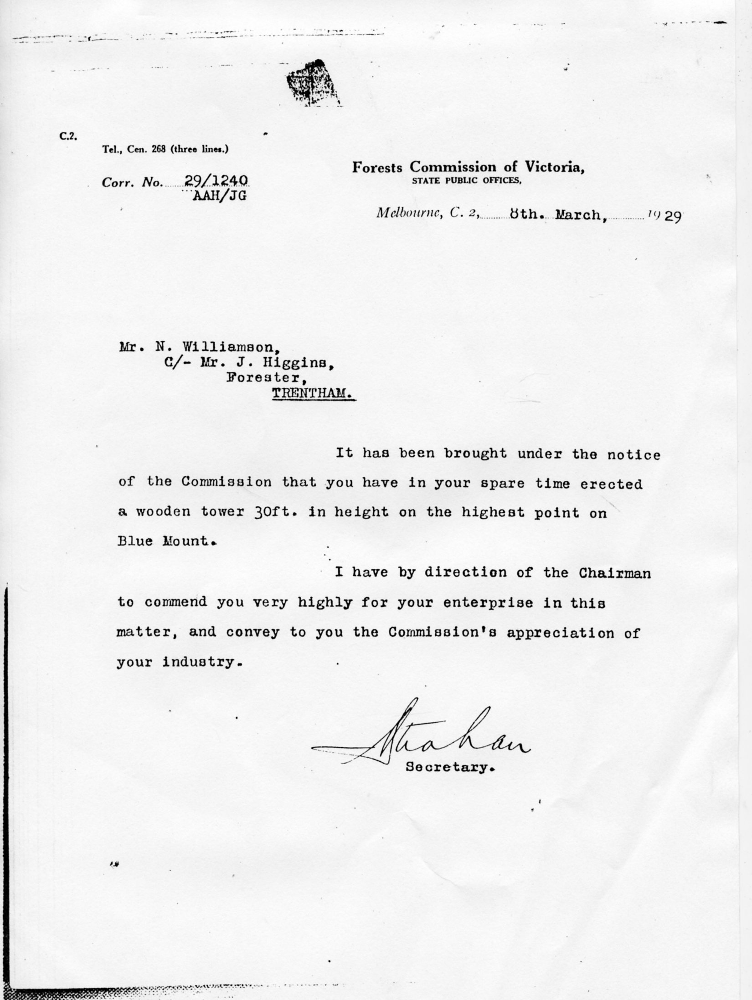 C.2.
Tel., Cen. 268 (three lines.)
Corr. No. 29/1240
AAH/JG
Forests Commission of Victoria,
STATE PUBLIC OFFICES,
Melbourne, C. 2, 8th. March, 1929
Mr. N. Williamson,
C/- Mr. J. Higgins,
Forester,
TRENTHAM.
It has been brought under the notice
of the Commission that you have in your spare time erected
a wooden tower 30ft. in height on the highest point on
Blue Mount.
I have by direction of the Chairman
to commend you very highly for your enterprise in this
matter, and convey to you the Commission's appreciation of
your industry.
Strahan
Secretary.